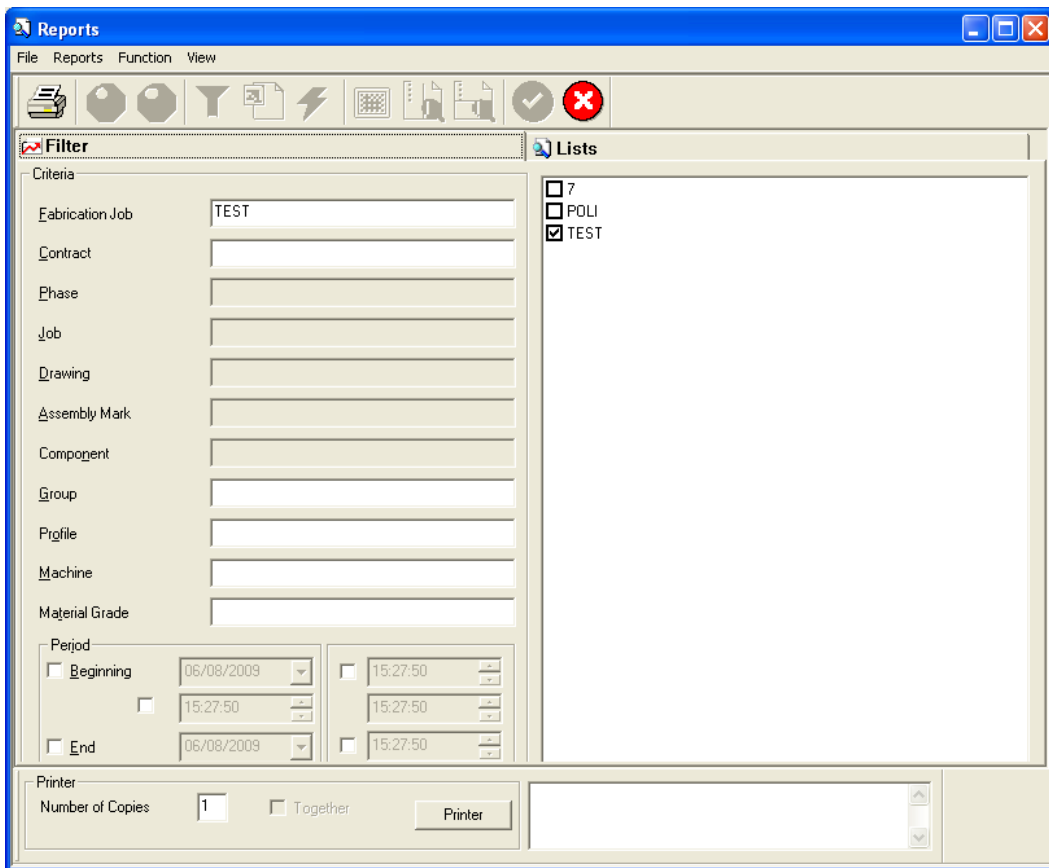 Reports
File Reports Function View
Filter
Lists
Criteria
Fabrication Job TEST
Contract
Phase
Job
Drawing
Assembly Mark
Component
Group
Profile
Machine
Material Grade
7
POLI
TEST
Period
Beginning 06/08/2009 15:27:50
15:27:50 15:27:50
End 06/08/2009 15:27:50
Printer
Number of Copies 1 Together Printer